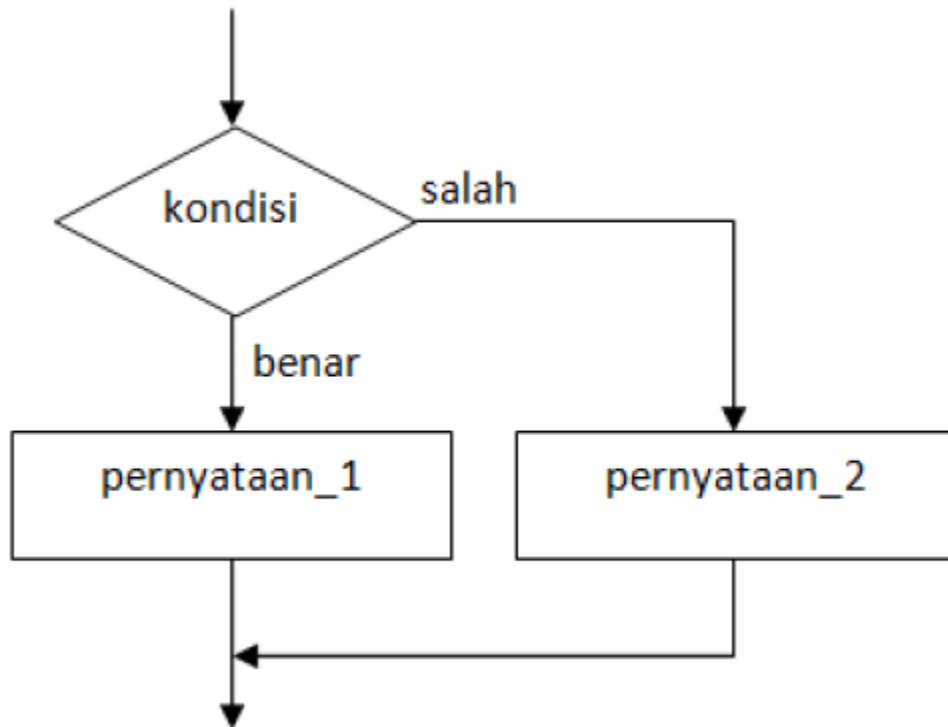 kondisi
salah
benar
pernyataan_1
pernyataan_2